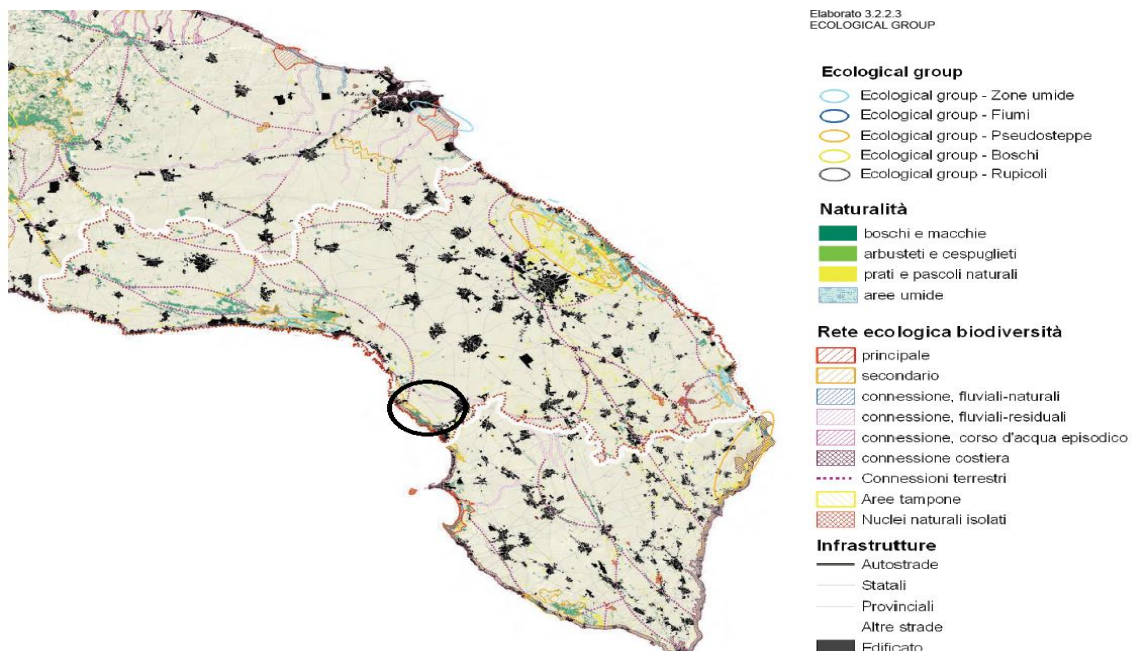 Elaborato 3.2.2.3
ECOLOGICAL GROUP
Ecological group
Ecological group - Zone umide
Ecological group - Fiumi
Ecological group - Pseudosteppe
Ecological group - Boschi
Ecological group - Rupicoli
Naturalità
boschi e macchie
arbusteti e cespuglieti
prati e pascoli naturali
aree umide
Rete ecologica biodiversità
principale
secondario
connessione, fluviali-naturali
connessione, fluviali-residuali
connessione, corso d'acqua episodico
connessione costiera
Connessioni terrestri
Aree tampone
Nuclei naturali isolati
Infrastrutture
Autostrade
Statali
Provinciali
Altre strade
Edificato